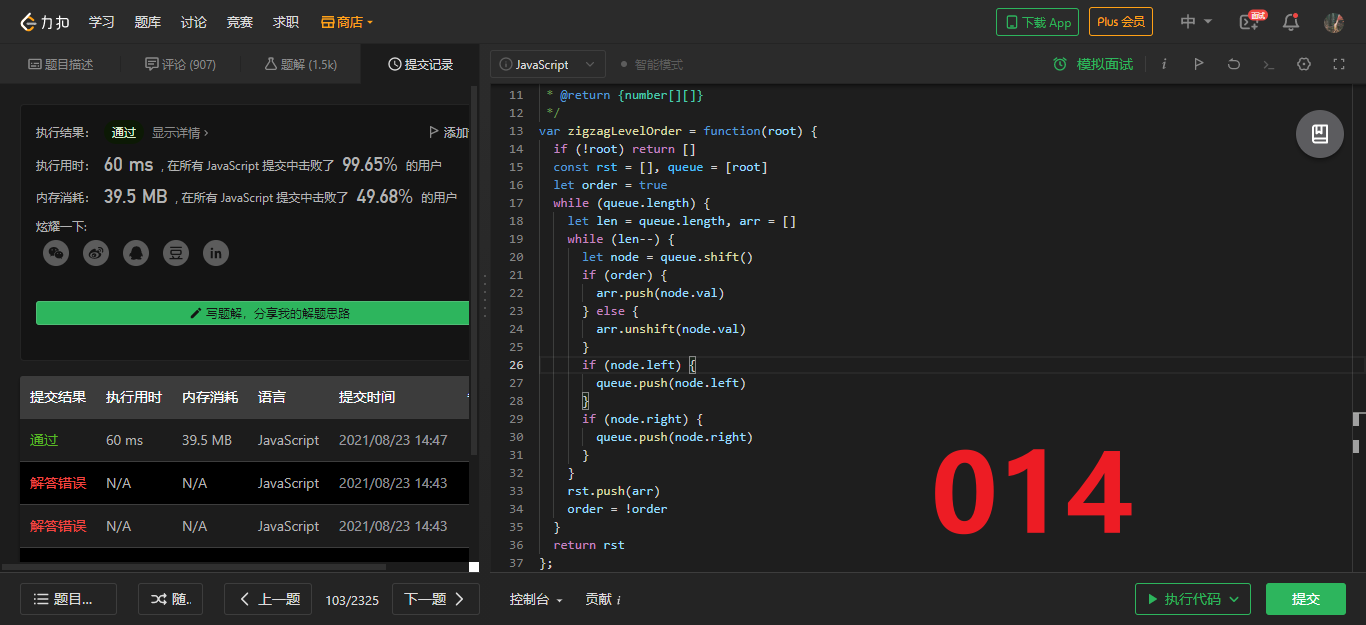 力扣 学习 题库 讨论 竞赛 求职 商店 下载 App Plus 会员 中 面试
题目描述 评论 (907) 题解 (1.5k) 提交记录
JavaScript 智能模式 模拟面试 i
执行结果： 通过 显示详情 › 添加
执行用时： 60 ms , 在所有 JavaScript 提交中击败了 99.65% 的用户
内存消耗： 39.5 MB , 在所有 JavaScript 提交中击败了 49.68% 的用户
炫耀一下:
豆 in
写题解，分享我的解题思路
提交结果 执行用时 内存消耗 语言 提交时间
通过 60 ms 39.5 MB JavaScript 2021/08/23 14:47
解答错误 N/A N/A JavaScript 2021/08/23 14:43
解答错误 N/A N/A JavaScript 2021/08/23 14:43
11 * @return {number[][]}
12 */
13 var zigzagLevelOrder = function(root) {
14 if (!root) return []
15 const rst = [], queue = [root]
16 let order = true
17 while (queue.length) {
18 let len = queue.length, arr = []
19 while (len--) {
20 let node = queue.shift()
21 if (order) {
22 arr.push(node.val)
23 } else {
24 arr.unshift(node.val)
25 }
26 if (node.left) {
27 queue.push(node.left)
28 }
29 if (node.right) {
30 queue.push(node.right)
31 }
32 }
33 rst.push(arr)
34 order = !order
35 }
36 return rst
37 };
014
题目... 随.. 上一题 103/2325 下一题 控制台 贡献 i 执行代码 提交